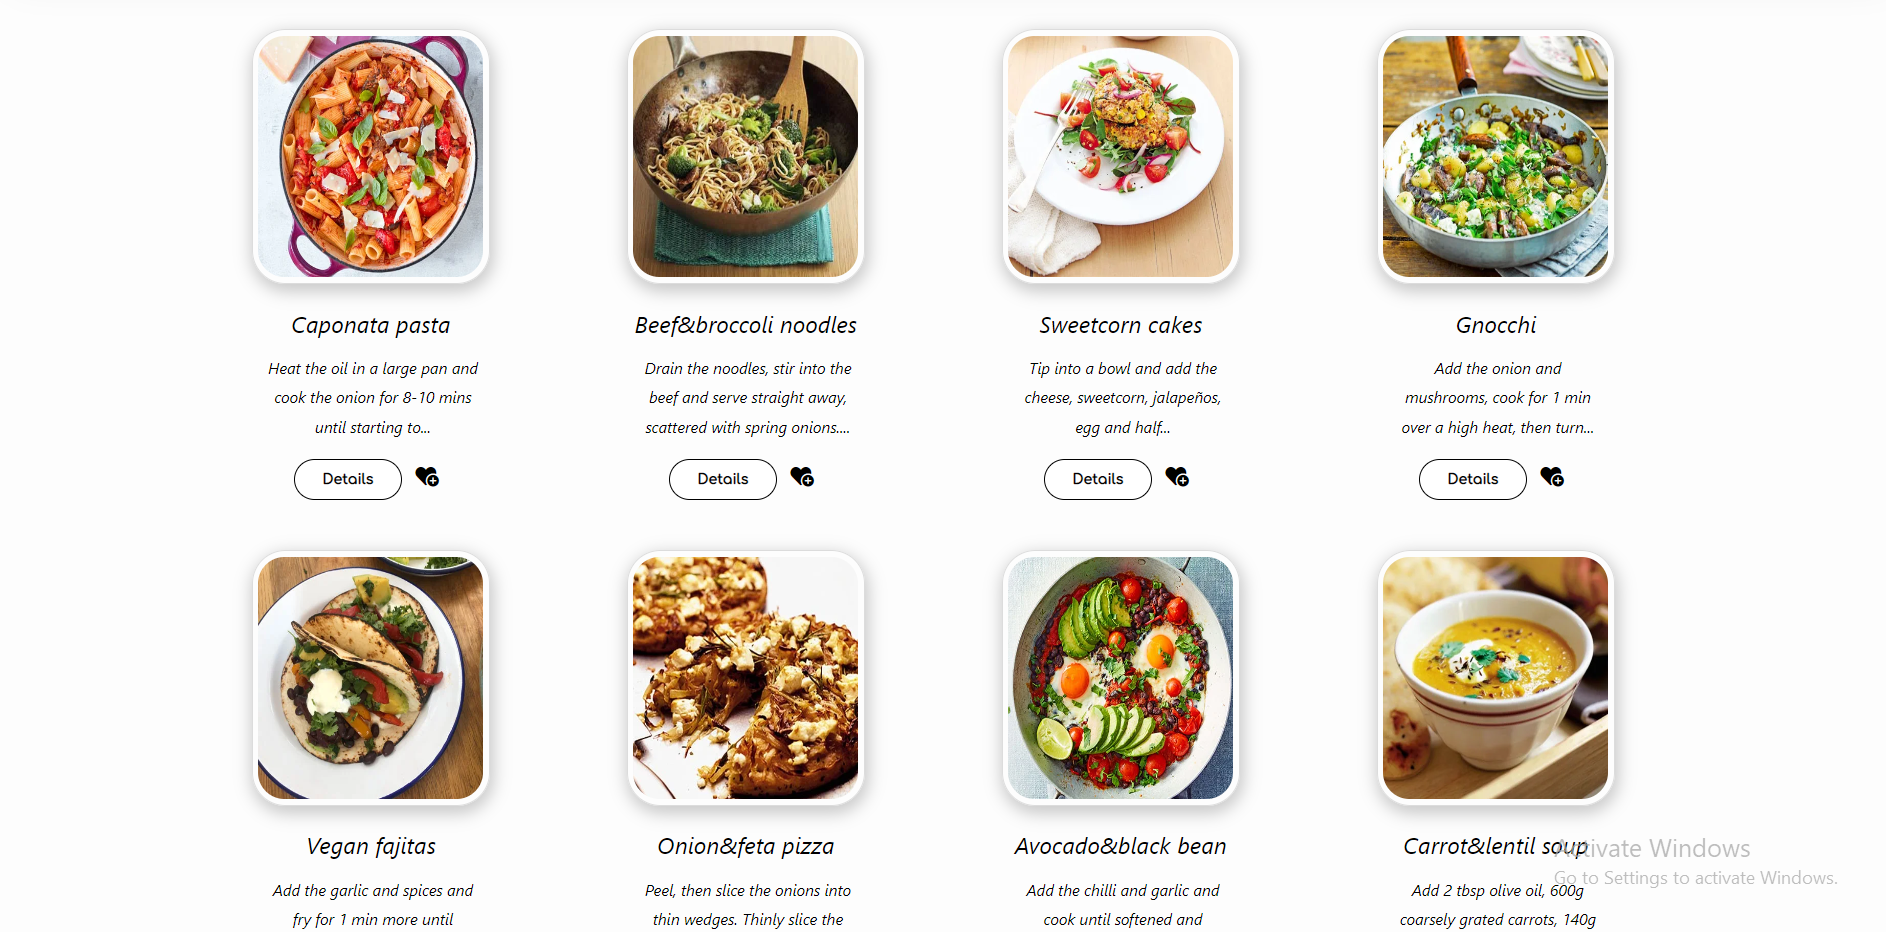 Caponata pasta
Heat the oil in a large pan and
cook the onion for 8-10 mins
until starting to...
Details
Beef&broccoli noodles
Drain the noodles, stir into the
beef and serve straight away,
scattered with spring onions....
Details
Sweetcorn cakes
Tip into a bowl and add the
cheese, sweetcorn, jalapeños,
egg and half...
Details
Gnocchi
Add the onion and
mushrooms, cook for 1 min
over a high heat, then turn...
Details
Vegan fajitas
Add the garlic and spices and
fry for 1 min more until
Onion&feta pizza
Peel, then slice the onions into
thin wedges. Thinly slice the
Avocado&black bean
Add the chilli and garlic and
cook until softened and
Carrot&lentil soup
Add 2 tbsp olive oil, 600g
coarsely grated carrots, 140g
Activate Windows
Go to Settings to activate Windows.